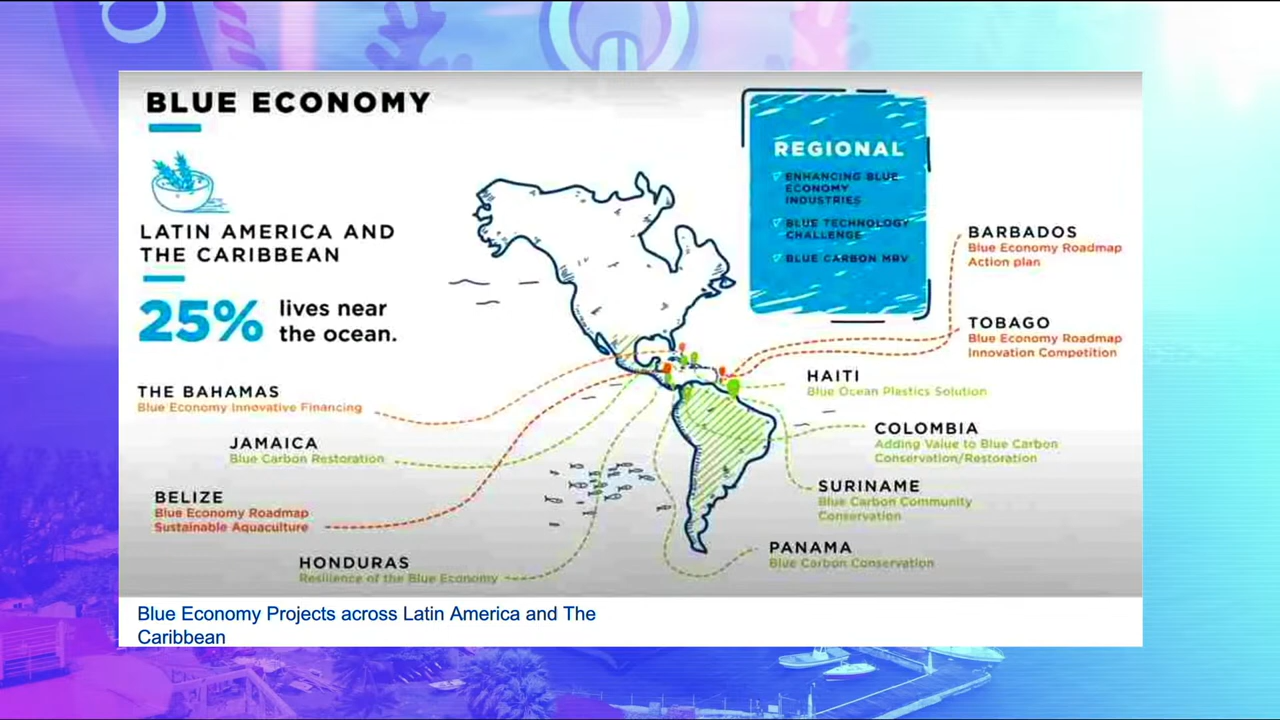 BLUE ECONOMY
LATIN AMERICA AND
THE CARIBBEAN
25% lives near
the ocean.
THE BAHAMAS
Blue Economy Innovative Financing
JAMAICA
Blue Carbon Restoration
BELIZE
Blue Economy Roadmap
Sustainable Aquaculture
HONDURAS
Resilience of the Blue Economy
REGIONAL
ENHANCING BLUE
ECONOMY
INDUSTRIES
BLUE TECHNOLOGY
CHALLENGE
BLUE CARBON MRV
BARBADOS
Blue Economy Roadmap
Action plan
TOBAGO
Blue Economy Roadmap
Innovation Competition
HAITI
Blue Ocean Plastics Solution
COLOMBIA
Adding Value to Blue Carbon
Conservation/Restoration
SURINAME
Blue Carbon Community
Conservation
PANAMA
Blue Carbon Conservation
Blue Economy Projects across Latin America and The
Caribbean